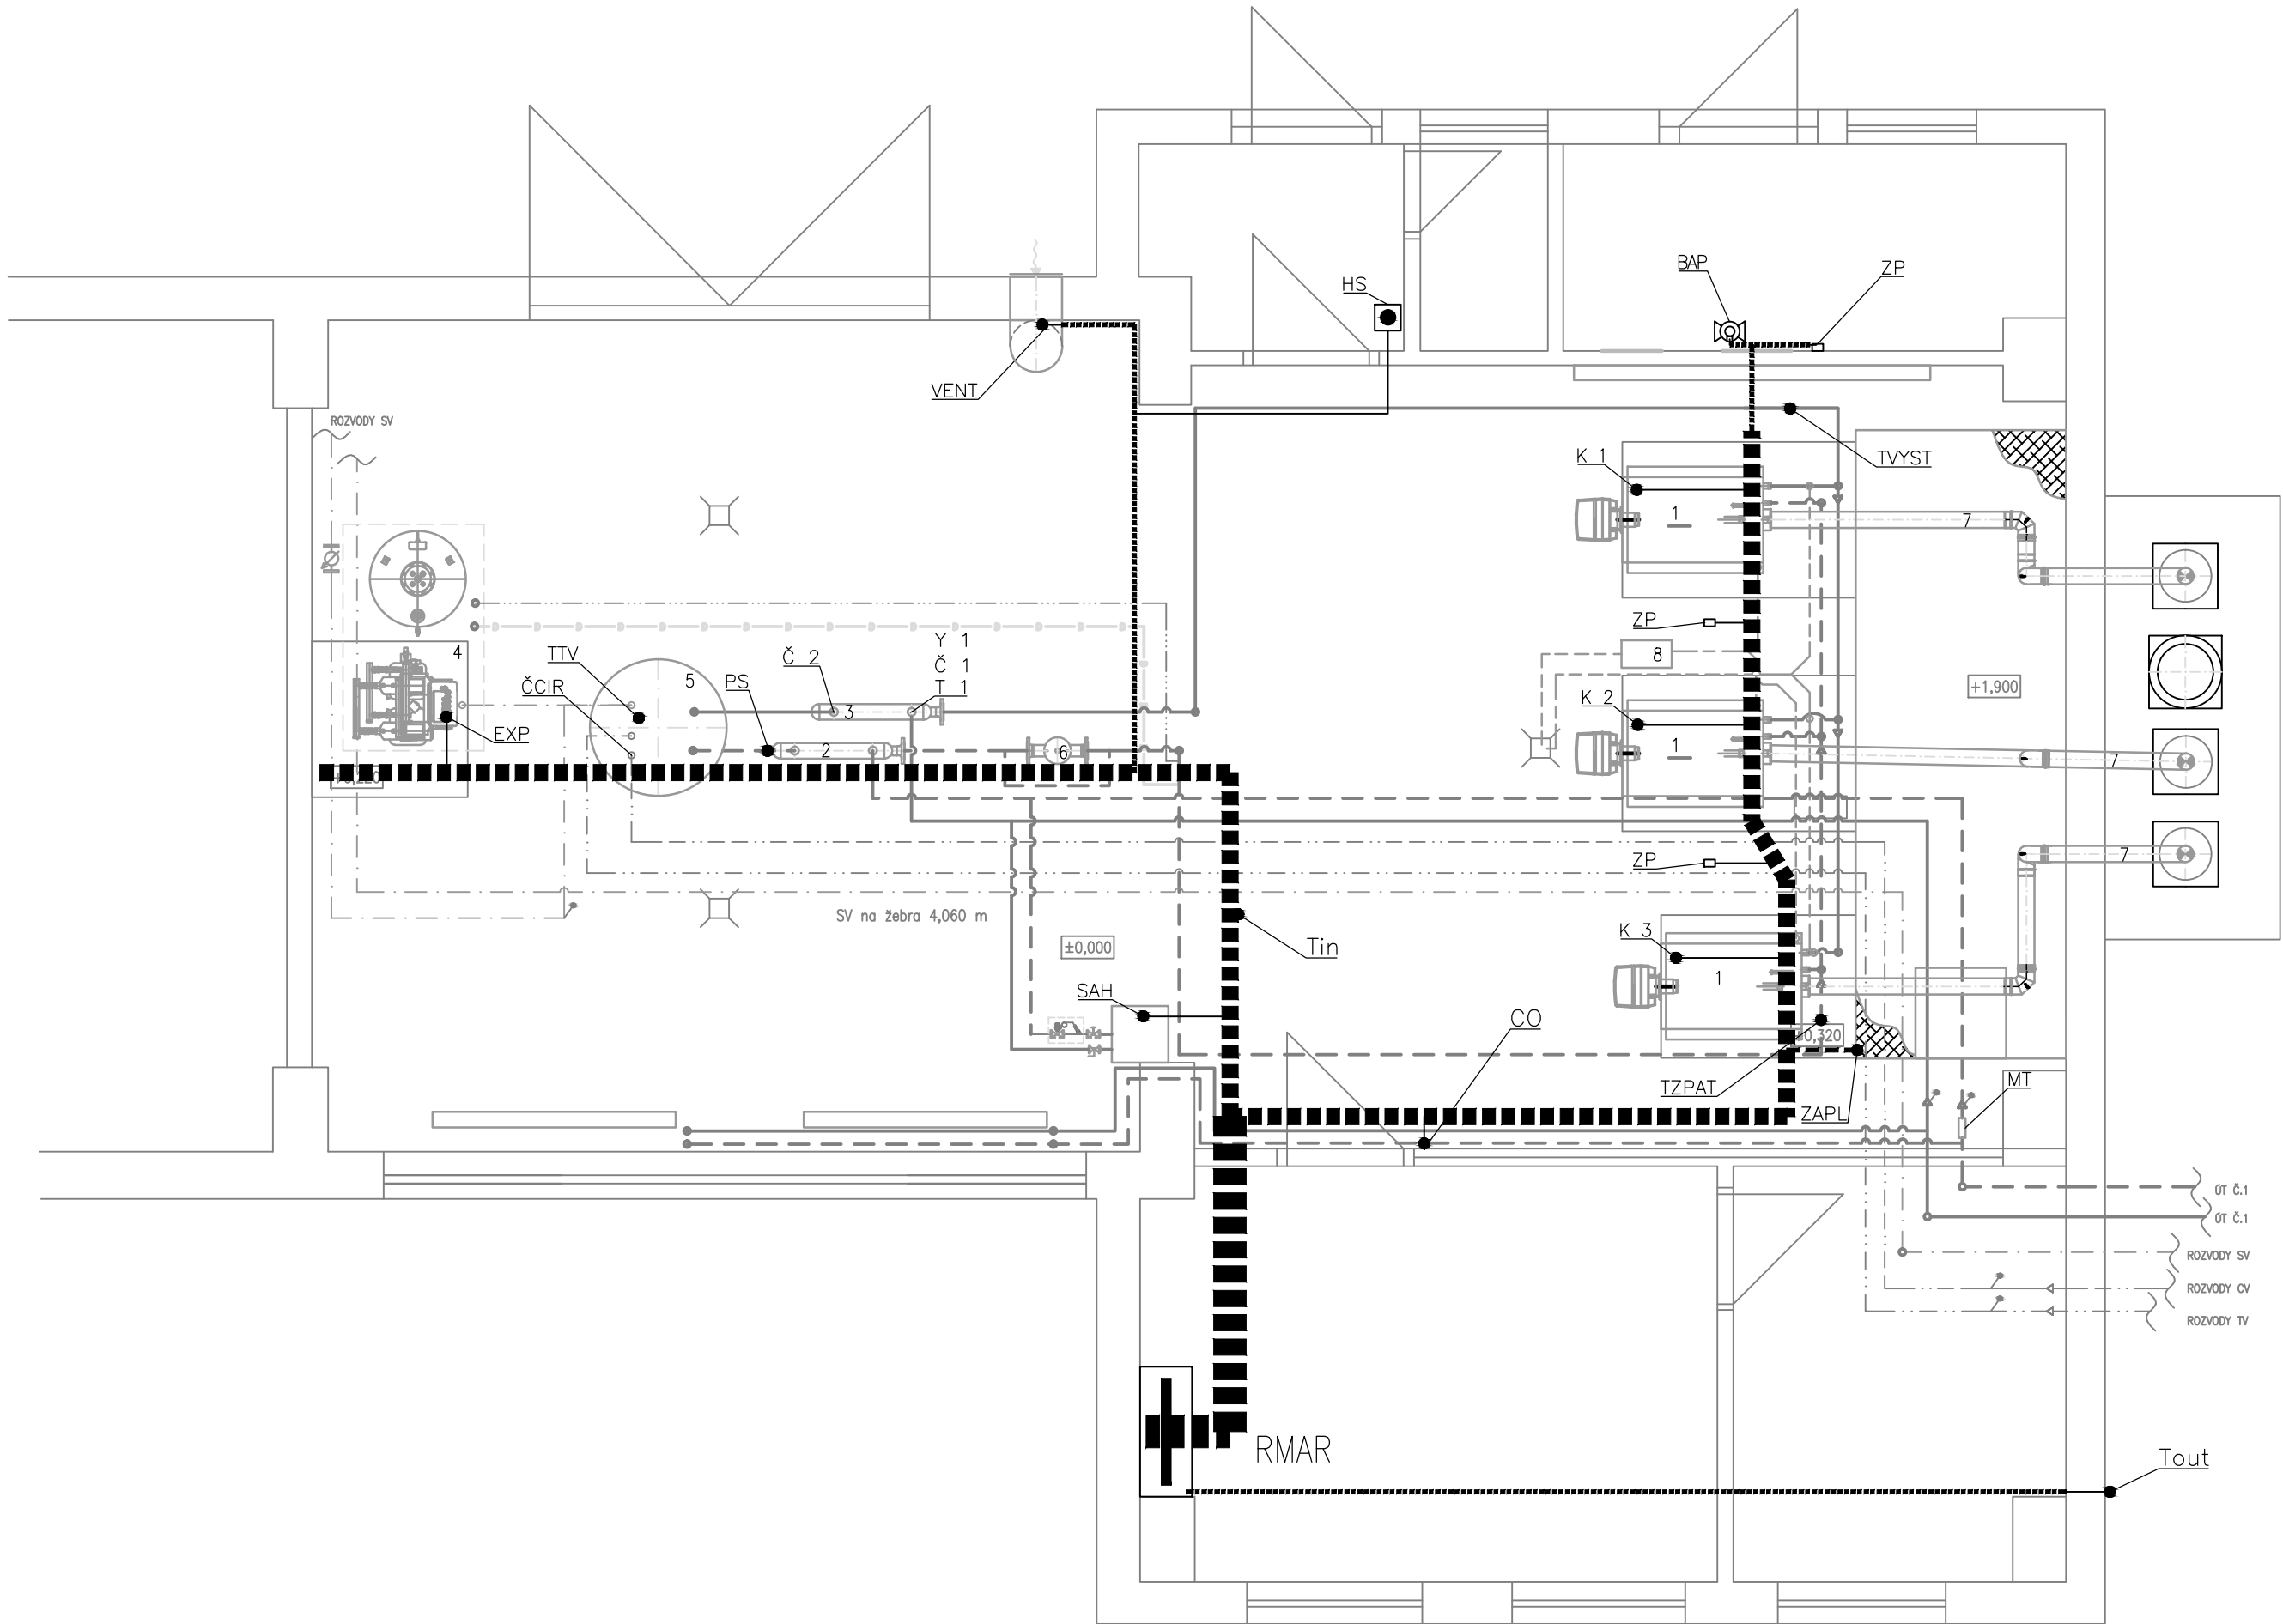 BAP
ZP
HS
VENT
ROZVODY SV
TVYST
K 1
1
7
ZP
Y 1
Č 2
Č 1
T 1
4
TTV
5
PS
ČCIR
3
8
K 2
+1,900
EXP
2
6
1
7
7
ZP
SV na žebra 4,060 m
±0,000
Tin
K 3
1
SAH
CO
TZPAT
ZAPL
MT
ÚT Č.1
ÚT Č.1
ROZVODY SV
ROZVODY CV
ROZVODY TV
RMAR
Tout